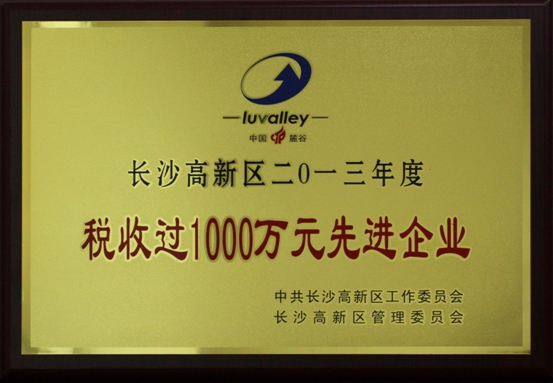 luvalley
中国 麓谷
长沙高新区二0一三年度
税收过1000万元先进企业
中共长沙高新区工作委员会
长沙高新区管理委员会